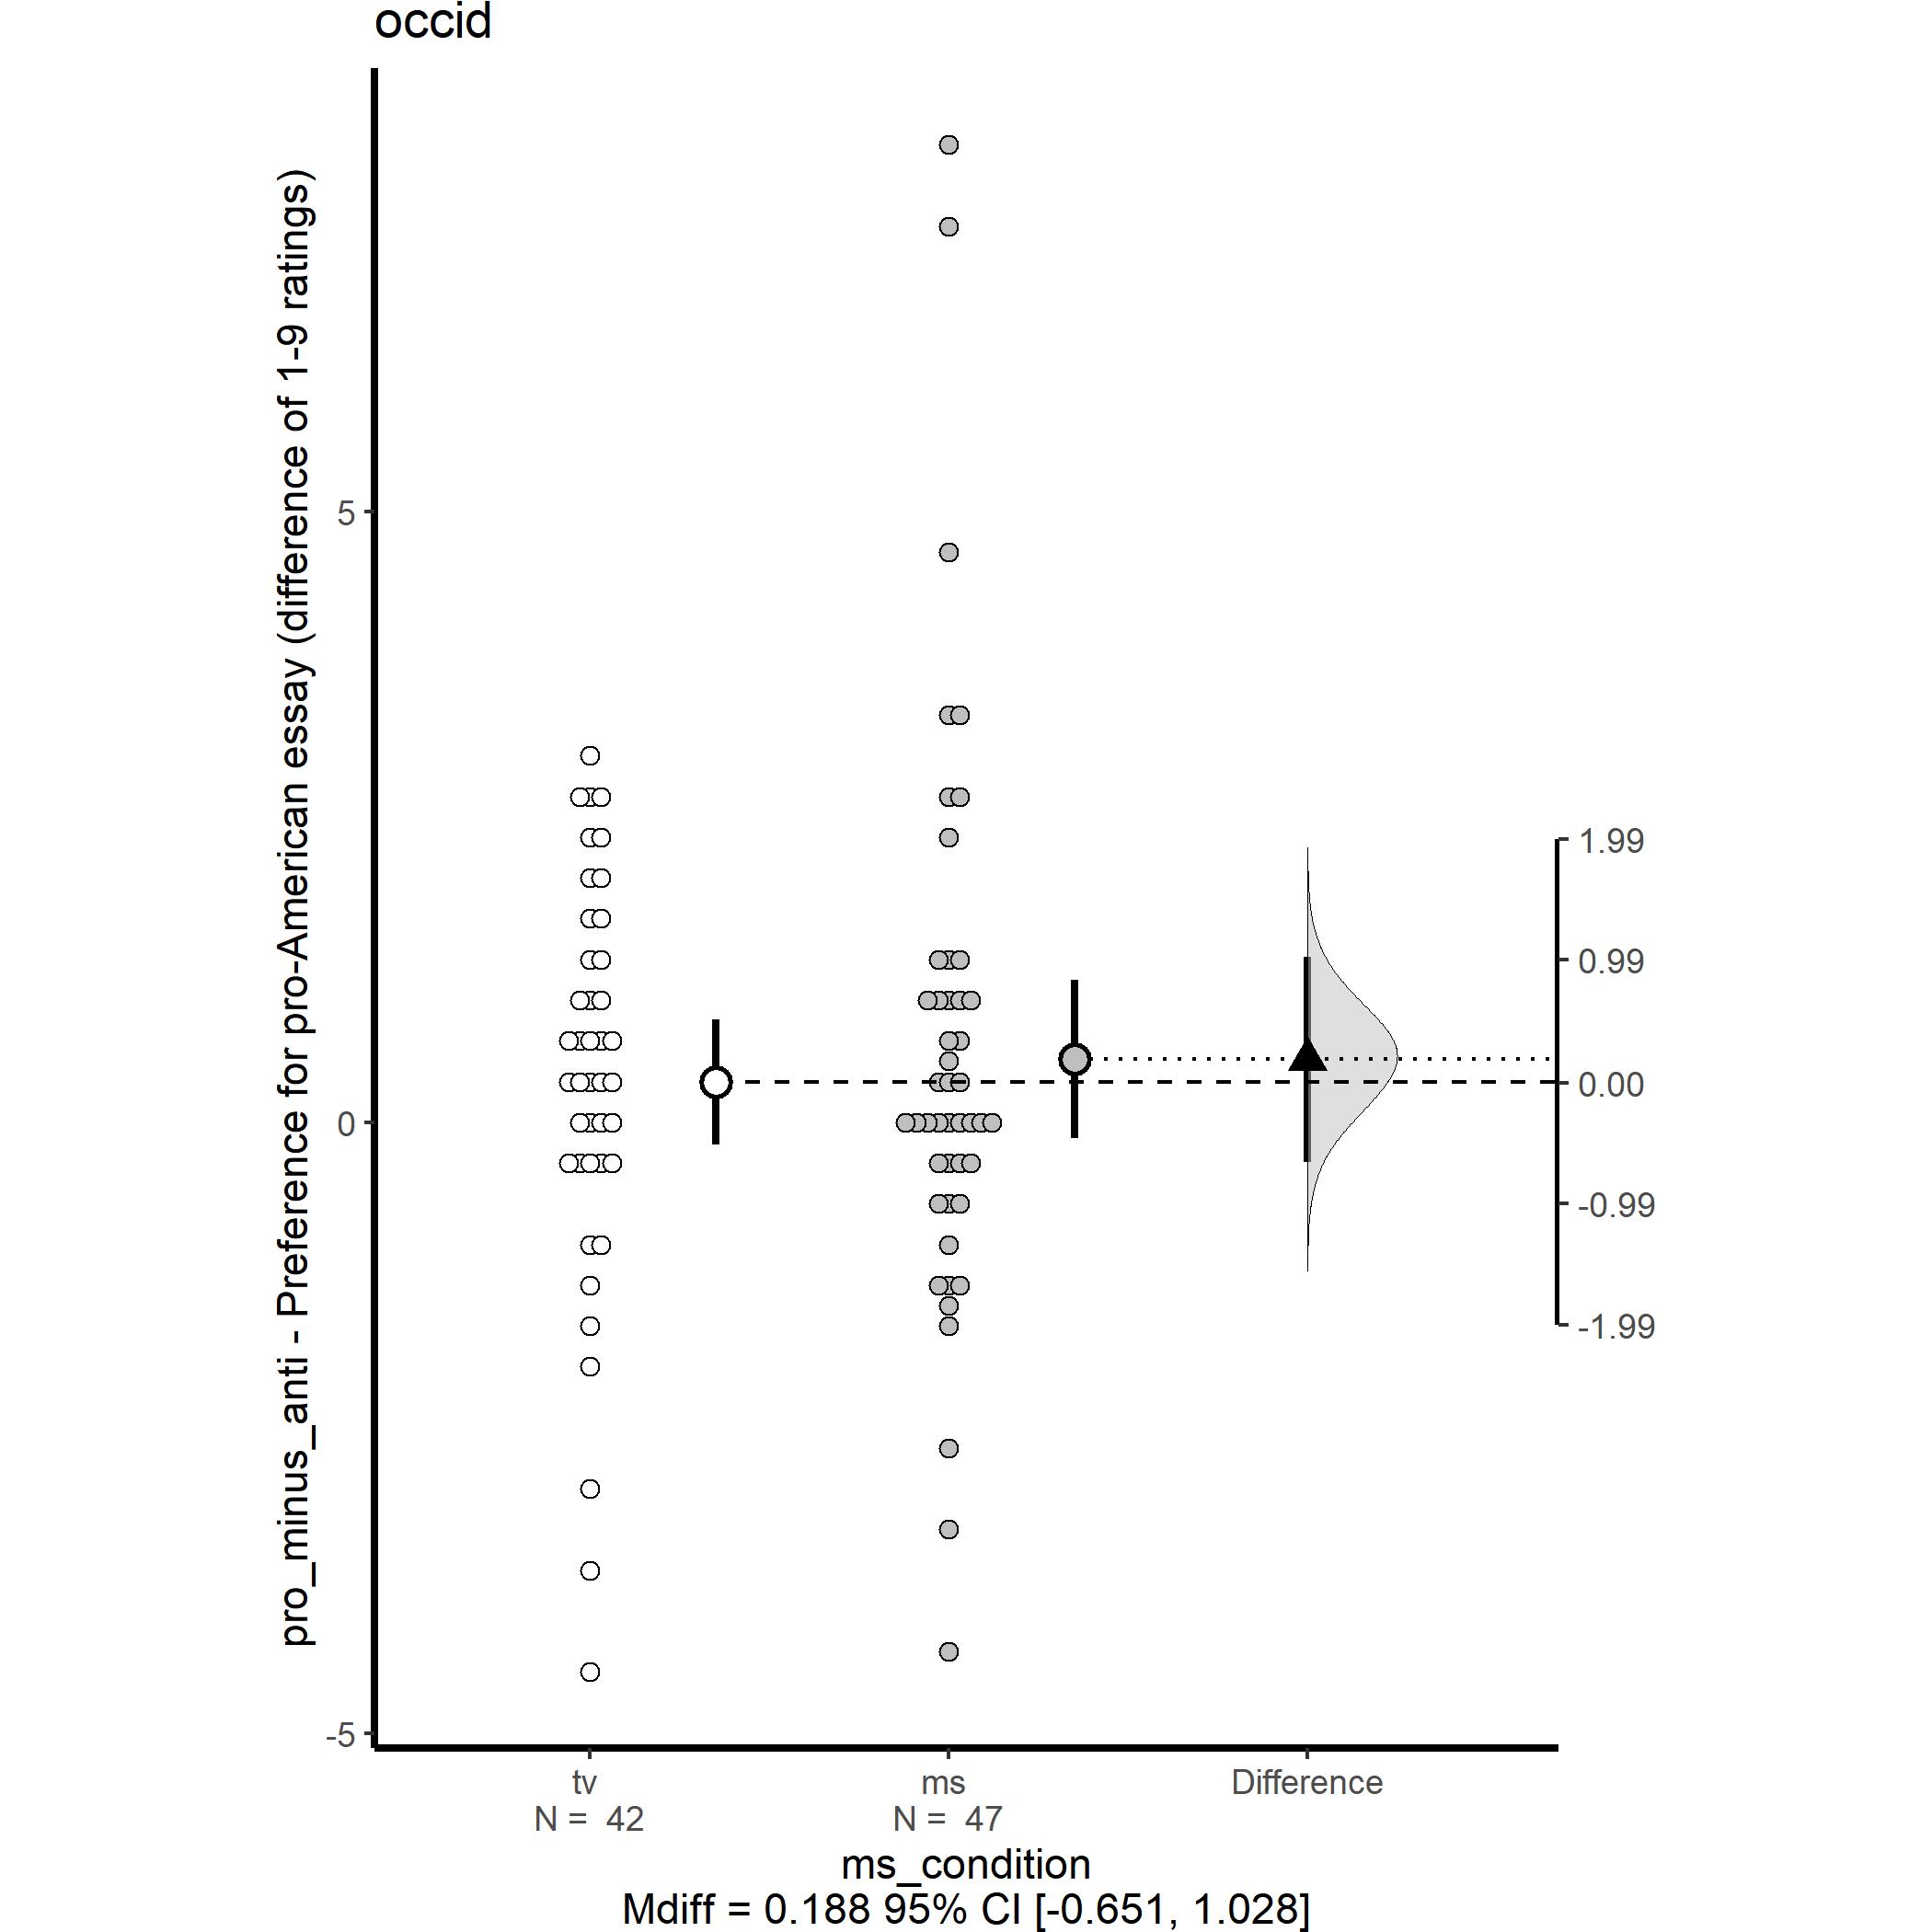 occid
pro_minus_anti - Preference for pro-American essay (difference of 1-9 ratings)
5
0
-5
1.99
0.99
0.00
-0.99
-1.99
tv
N =  42
ms
N =  47
Difference
ms_condition
Mdiff = 0.188 95% CI [-0.651, 1.028]